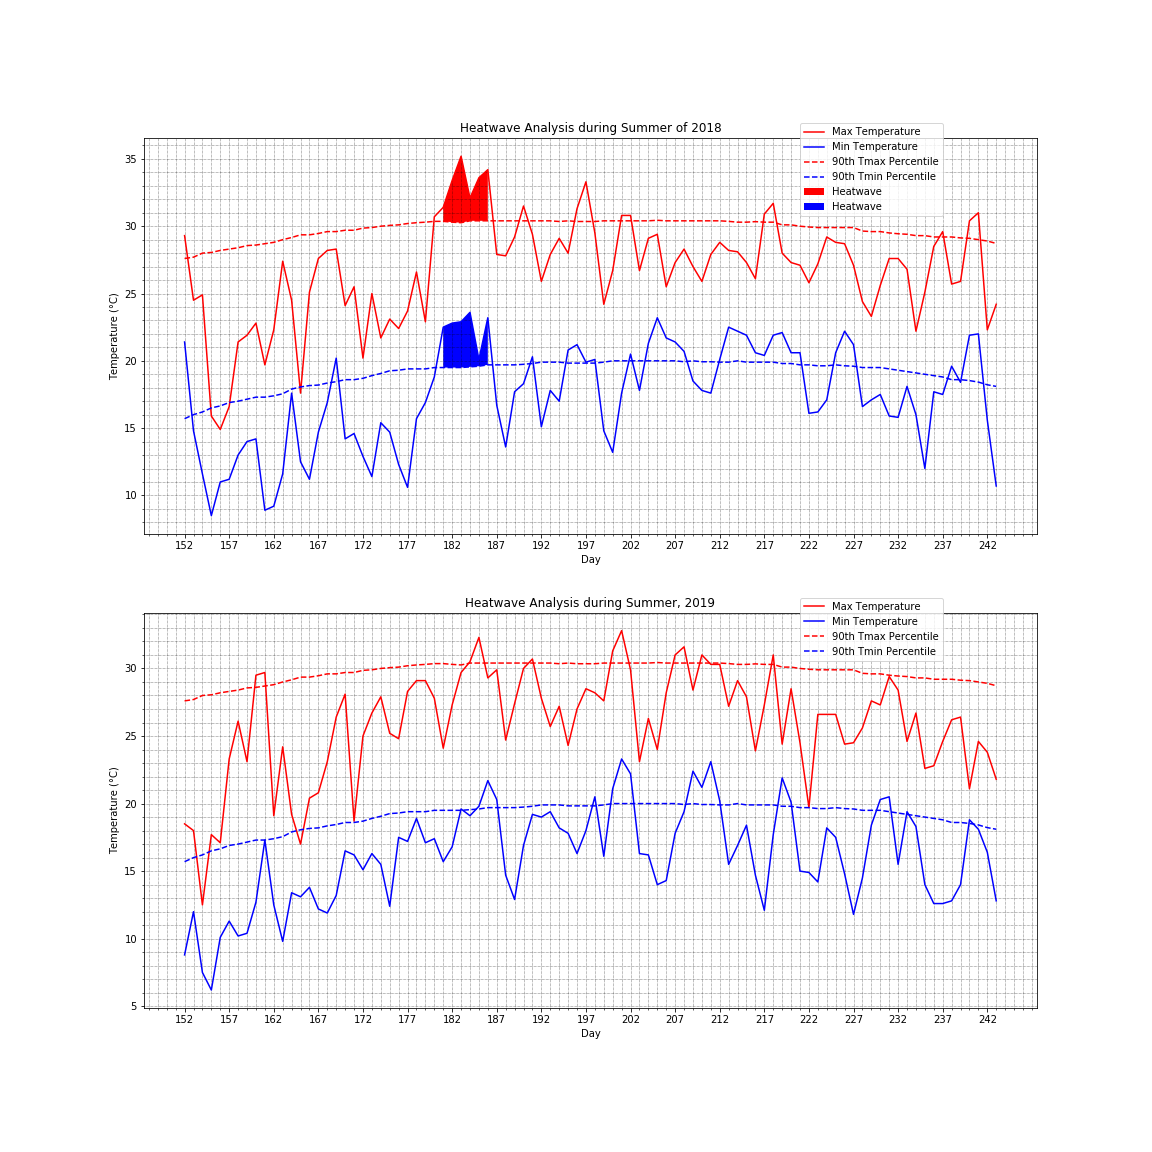 Heatwave Analysis during Summer of 2018
Max Temperature
Min Temperature
90th Tmax Percentile
90th Tmin Percentile
Heatwave
Heatwave
Temperature (°C)
35
30
25
20
15
10
152 157 162 167 172 177 182 187 192 197 202 207 212 217 222 227 232 237 242
Day
Heatwave Analysis during Summer, 2019
Max Temperature
Min Temperature
90th Tmax Percentile
90th Tmin Percentile
Temperature (°C)
30
25
20
15
10
5
152 157 162 167 172 177 182 187 192 197 202 207 212 217 222 227 232 237 242
Day